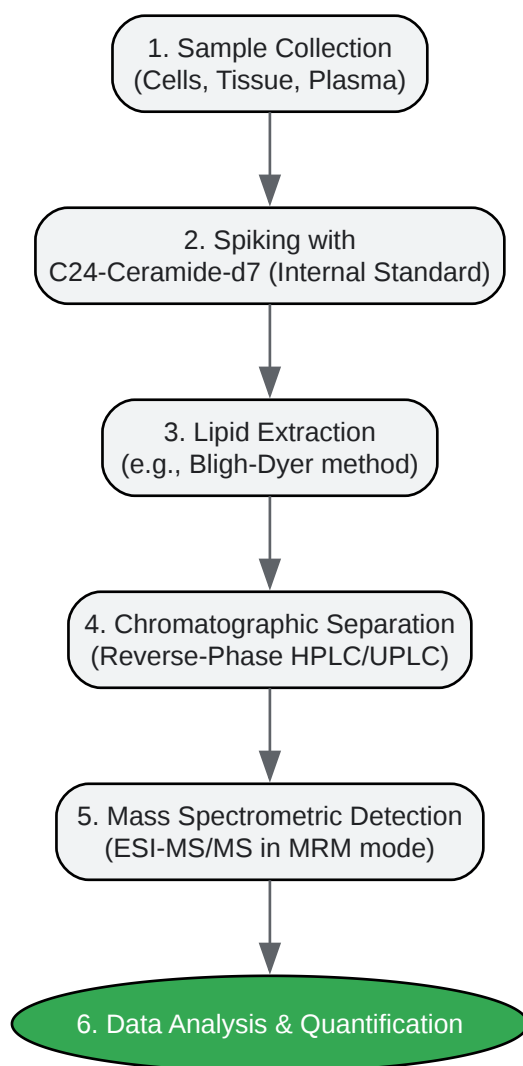 1. Sample Collection
(Cells, Tissue, Plasma)
2. Spiking with
C24-Ceramide-d7 (Internal Standard)
3. Lipid Extraction
(e.g., Bligh-Dyer method)
4. Chromatographic Separation
(Reverse-Phase HPLC/UPLC)
5. Mass Spectrometric Detection
(ESI-MS/MS in MRM mode)
6. Data Analysis & Quantification